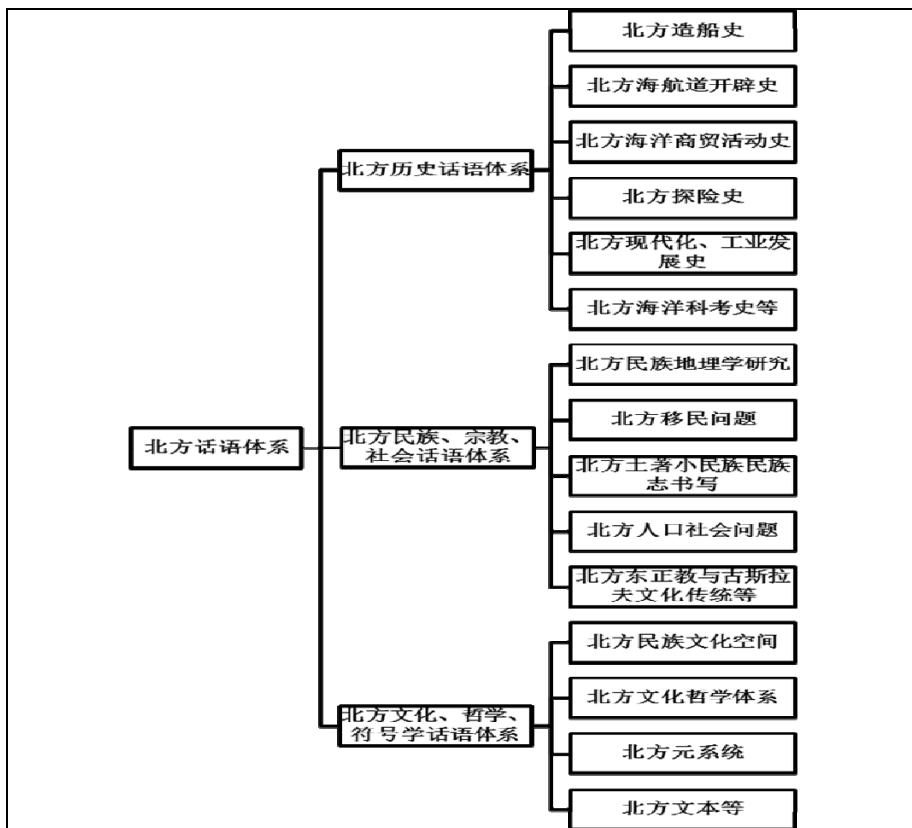 北方话语体系
北方历史话语体系
北方造船史
北方海航道开辟史
北方海洋商贸活动史
北方探险史
北方现代化、工业发
展史
北方海洋科考史等
北方民族、宗教、
社会话语体系
北方民族地理学研究
北方移民问题
北方土著小民族民族
志书写
北方人口社会问题
北方东正教与古斯拉
夫文化传统等
北方文化、哲学、
符号学话语体系
北方民族文化空间
北方文化哲学体系
北方元系统
北方文本等